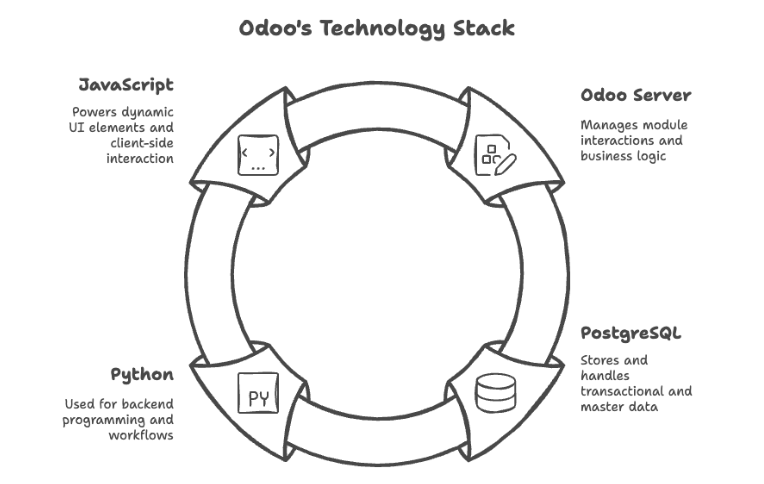 Odoo's Technology Stack
JavaScript
Powers dynamic
UI elements and
client-side
interaction
Odoo Server
Manages module
interactions and
business logic
PostgreSQL
Stores and
handles
transactional and
master data
Python
Used for backend
programming and
workflows
PY